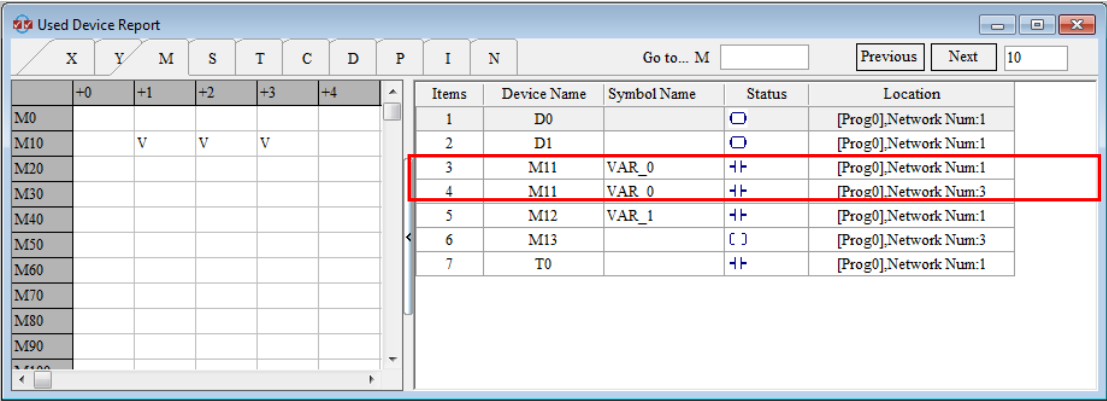 Used Device Report
X Y M S T C D P I N Go to... M Previous Next 10
+0 +1 +2 +3 +4
M0
M10 V V V
M20
M30
M40
M50
M60
M70
M80
M90
M100
Items Device Name Symbol Name Status Location
1 D0 [Prog0],Network Num:1
2 D1 [Prog0],Network Num:1
3 M11 VAR_0 [Prog0],Network Num:1
4 M11 VAR_0 [Prog0],Network Num:3
5 M12 VAR_1 [Prog0],Network Num:1
6 M13 [Prog0],Network Num:3
7 T0 [Prog0],Network Num:1